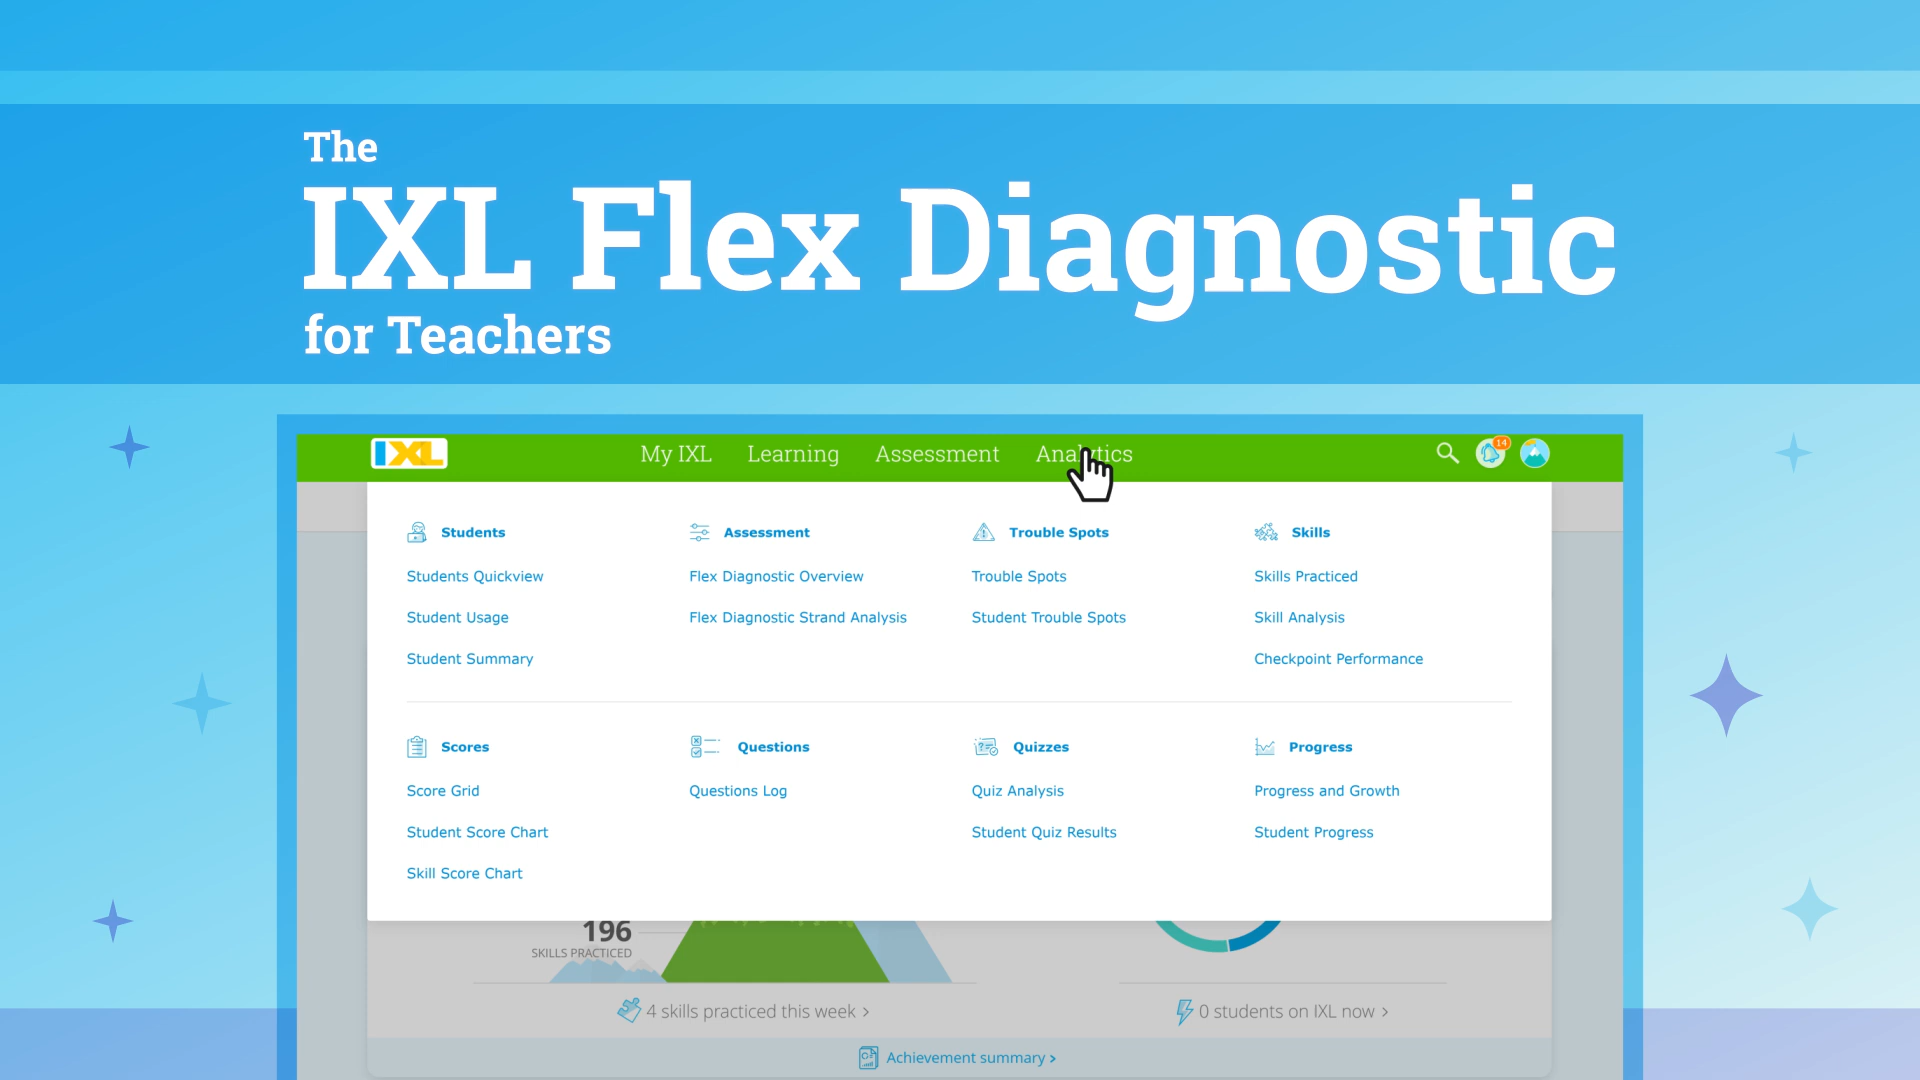 The
IXL Flex Diagnostic
for Teachers
IXL
My IXL Learning Assessment Analytics
14
Students Assessment Trouble Spots Skills
Students Quickview Flex Diagnostic Overview Trouble Spots Skills Practiced
Student Usage Flex Diagnostic Strand Analysis Student Trouble Spots Skill Analysis
Student Summary Checkpoint Performance
Scores Questions Quizzes Progress
Score Grid Questions Log Quiz Analysis Progress and Growth
Student Score Chart Student Quiz Results Student Progress
Skill Score Chart
196
SKILLS PRACTICED
4 skills practiced this week >
0 students on IXL now >
Achievement summary >